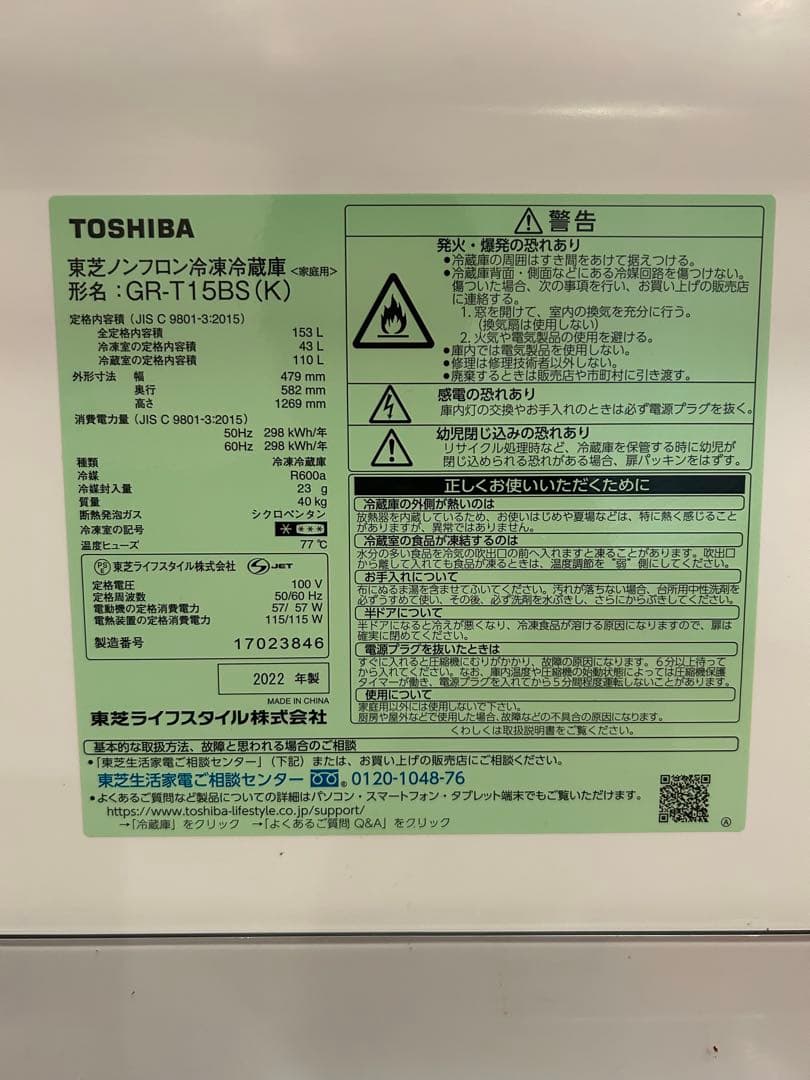 TOSHIBA
東芝ノンフロン冷凍冷蔵庫 <家庭用>
形名：GR-T15BS(K)
定格内容積 (JIS C 9801-3:2015)
全定格内容積 153 L
冷凍室の定格内容積 43 L
冷蔵室の定格内容積 110 L
外形寸法 幅 479 mm
奥行 582 mm
高さ 1269 mm
消費電力量 (JIS C 9801-3:2015)
50Hz 298 kWh/年
60Hz 298 kWh/年
種類 冷凍冷蔵庫
冷媒 R600a
冷媒封入量 23 g
質量 40 kg
断熱発泡ガス シクロペンタン
冷凍室の記号
温度ヒューズ 77℃
PS E 東芝ライフスタイル株式会社 S JET
定格電圧 100 V
定格周波数 50/60 Hz
電動機の定格消費電力 57/ 57 W
電熱装置の定格消費電力 115/115 W
製造番号 17023846
2022 年製
MADE IN CHINA
東芝ライフスタイル株式会社
警告
発火・爆発の恐れあり
●冷蔵庫の周囲はすき間をあけて据えつける。
●冷蔵庫背面・側面などにある冷媒回路を傷つけない。
傷ついた場合、次の事項を行い、お買い上げの販売店
に連絡する。
1. 窓を開けて、室内の換気を充分に行う。
(換気扇は使用しない)
2. 火気や電気製品の使用を避ける。
●庫内では電気製品を使用しない。
●修理は修理技術者以外しない。
●廃棄するときは販売店や市町村に引き渡す。
感電の恐れあり
庫内灯の交換やお手入れのときは必ず電源プラグを抜く。
幼児閉じ込みの恐れあり
リサイクル処理時など、冷蔵庫を保管する時に幼児が
閉じ込められる恐れがある場合、扉パッキンをはずす。
正しくお使いいただくために
冷蔵庫の外側が熱いのは
放熱器を内蔵しているため、お使いはじめや夏場などは、特に熱く感じること
がありますが、異常ではありません。
冷蔵室の食品が凍結するのは
水分の多い食品を冷気の吹出口の前へ入れますと凍ることがあります。吹出口
から離して入れても食品が凍るときは、温度調節を“弱”側にしてください。
お手入れについて
布にぬるま湯を含ませてふいてください。汚れが落ちない場合、台所用中性洗剤を
必ずうすめて使い、その後、必ず洗剤を水ぶきし、さらにからぶきしてください。
半ドアについて
半ドアになると冷えが悪くなり、冷凍食品が溶ける原因になりますので、扉は
確実に閉めてください。
電源プラグを抜いたときは
すぐに入れると圧縮機にむりがかかり、故障の原因になります。6分以上待って
から入れてください。なお、庫内温度や圧縮機の始動状態によっては圧縮機保護
タイマーが働き、電源プラグを入れてから5分間程度運転しないことがあります。
使用について
家庭用以外には使用しないで下さい。
厨房や屋外などで使用した場合、故障などの不具合の原因になります。
くわしくは取扱説明書をご覧ください。
基本的な取扱方法、故障と思われる場合のご相談
●「東芝生活家電ご相談センター」(下記)または、お買い上げの販売店にご相談ください。
東芝生活家電ご相談センター ® 0120-1048-76
●よくあるご質問など製品についての詳細はパソコン・スマートフォン・タブレット端末でもご覧いただけます。
https://www.toshiba-lifestyle.co.jp/support/
→「冷蔵庫」をクリック →「よくあるご質問 Q&A」をクリック
Ⓐ